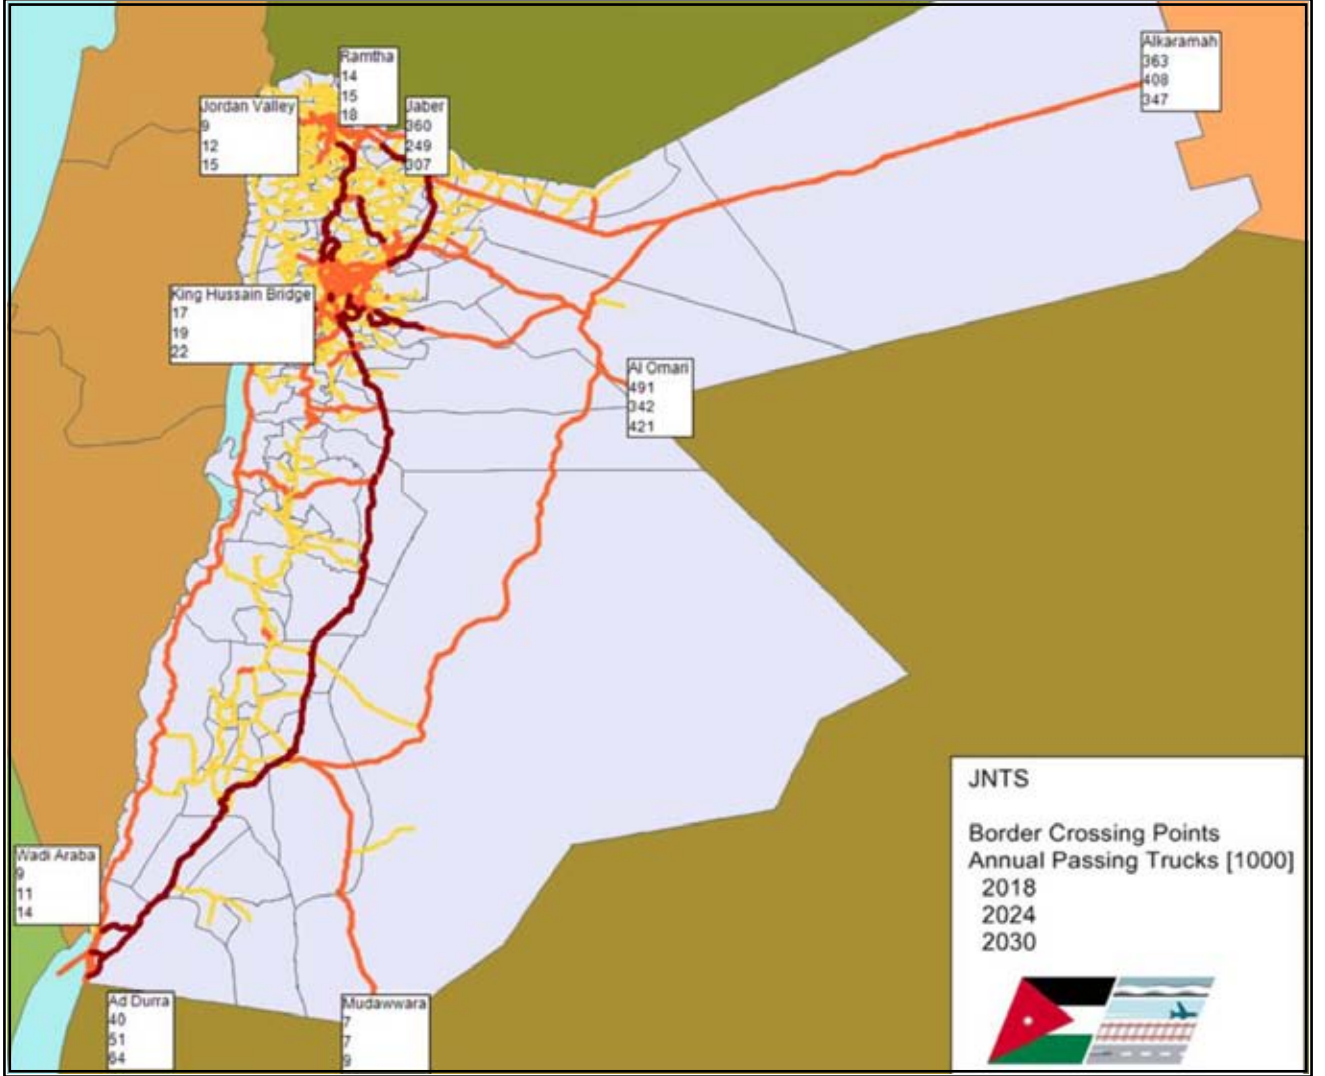 Ramtha
14
15
18
Jordan Valley
9
12
15
Jaber
360
249
307
Alkaramah
363
408
347
King Hussain Bridge
17
19
22
Al Omari
491
342
421
Wadi Araba
9
11
14
Ad Durra
40
51
64
Mudawwara
7
7
9
JNTS
Border Crossing Points
Annual Passing Trucks [1000]
2018
2024
2030